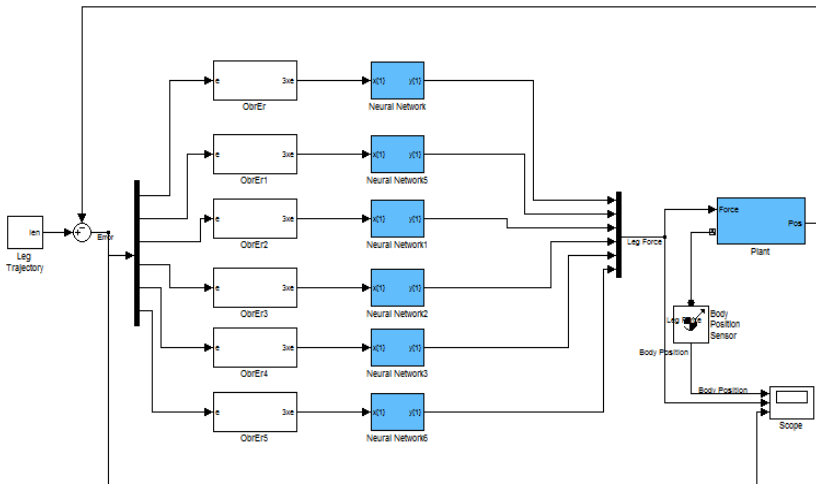 e 3xe x{1} y{1}
ObrEr Neural Network
e 3xe x{1} y{1}
ObrEr1 Neural Network5
e 3xe x{1} y{1}
ObrEr2 Neural Network1
len
Leg
Trajectory
Error
Leg Force
Force
Pos
Plant
e 3xe x{1} y{1}
ObrEr3 Neural Network2
e 3xe x{1} y{1}
ObrEr4 Neural Network3
e 3xe x{1} y{1}
ObrEr5 Neural Network6
Leg Force
Body
Position
Sensor
Body Position
Body Position
Scope